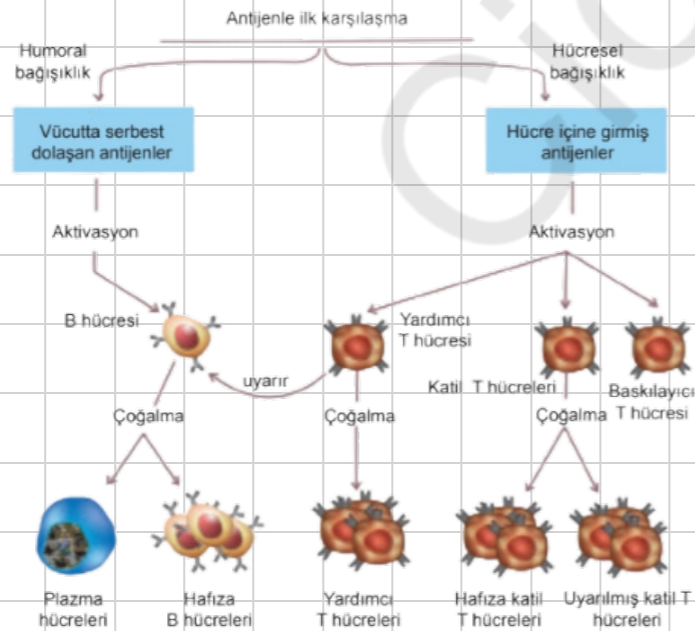 Antijenle ilk karşılaşma
Humoral
bağışıklık
Hücresel
bağışıklık
Vücutta serbest
dolaşan antijenler
Hücre içine girmiş
antijenler
Aktivasyon
Aktivasyon
B hücresi
Yardımcı
T hücresi
uyarır
Katil T hücreleri
Baskılayıcı
T hücresi
Çoğalma
Çoğalma
Çoğalma
Plazma
hücreleri
Hafıza
B hücreleri
Yardımcı
T hücreleri
Hafıza katil
T hücreleri
Uyarılmış katil T
hücreleri